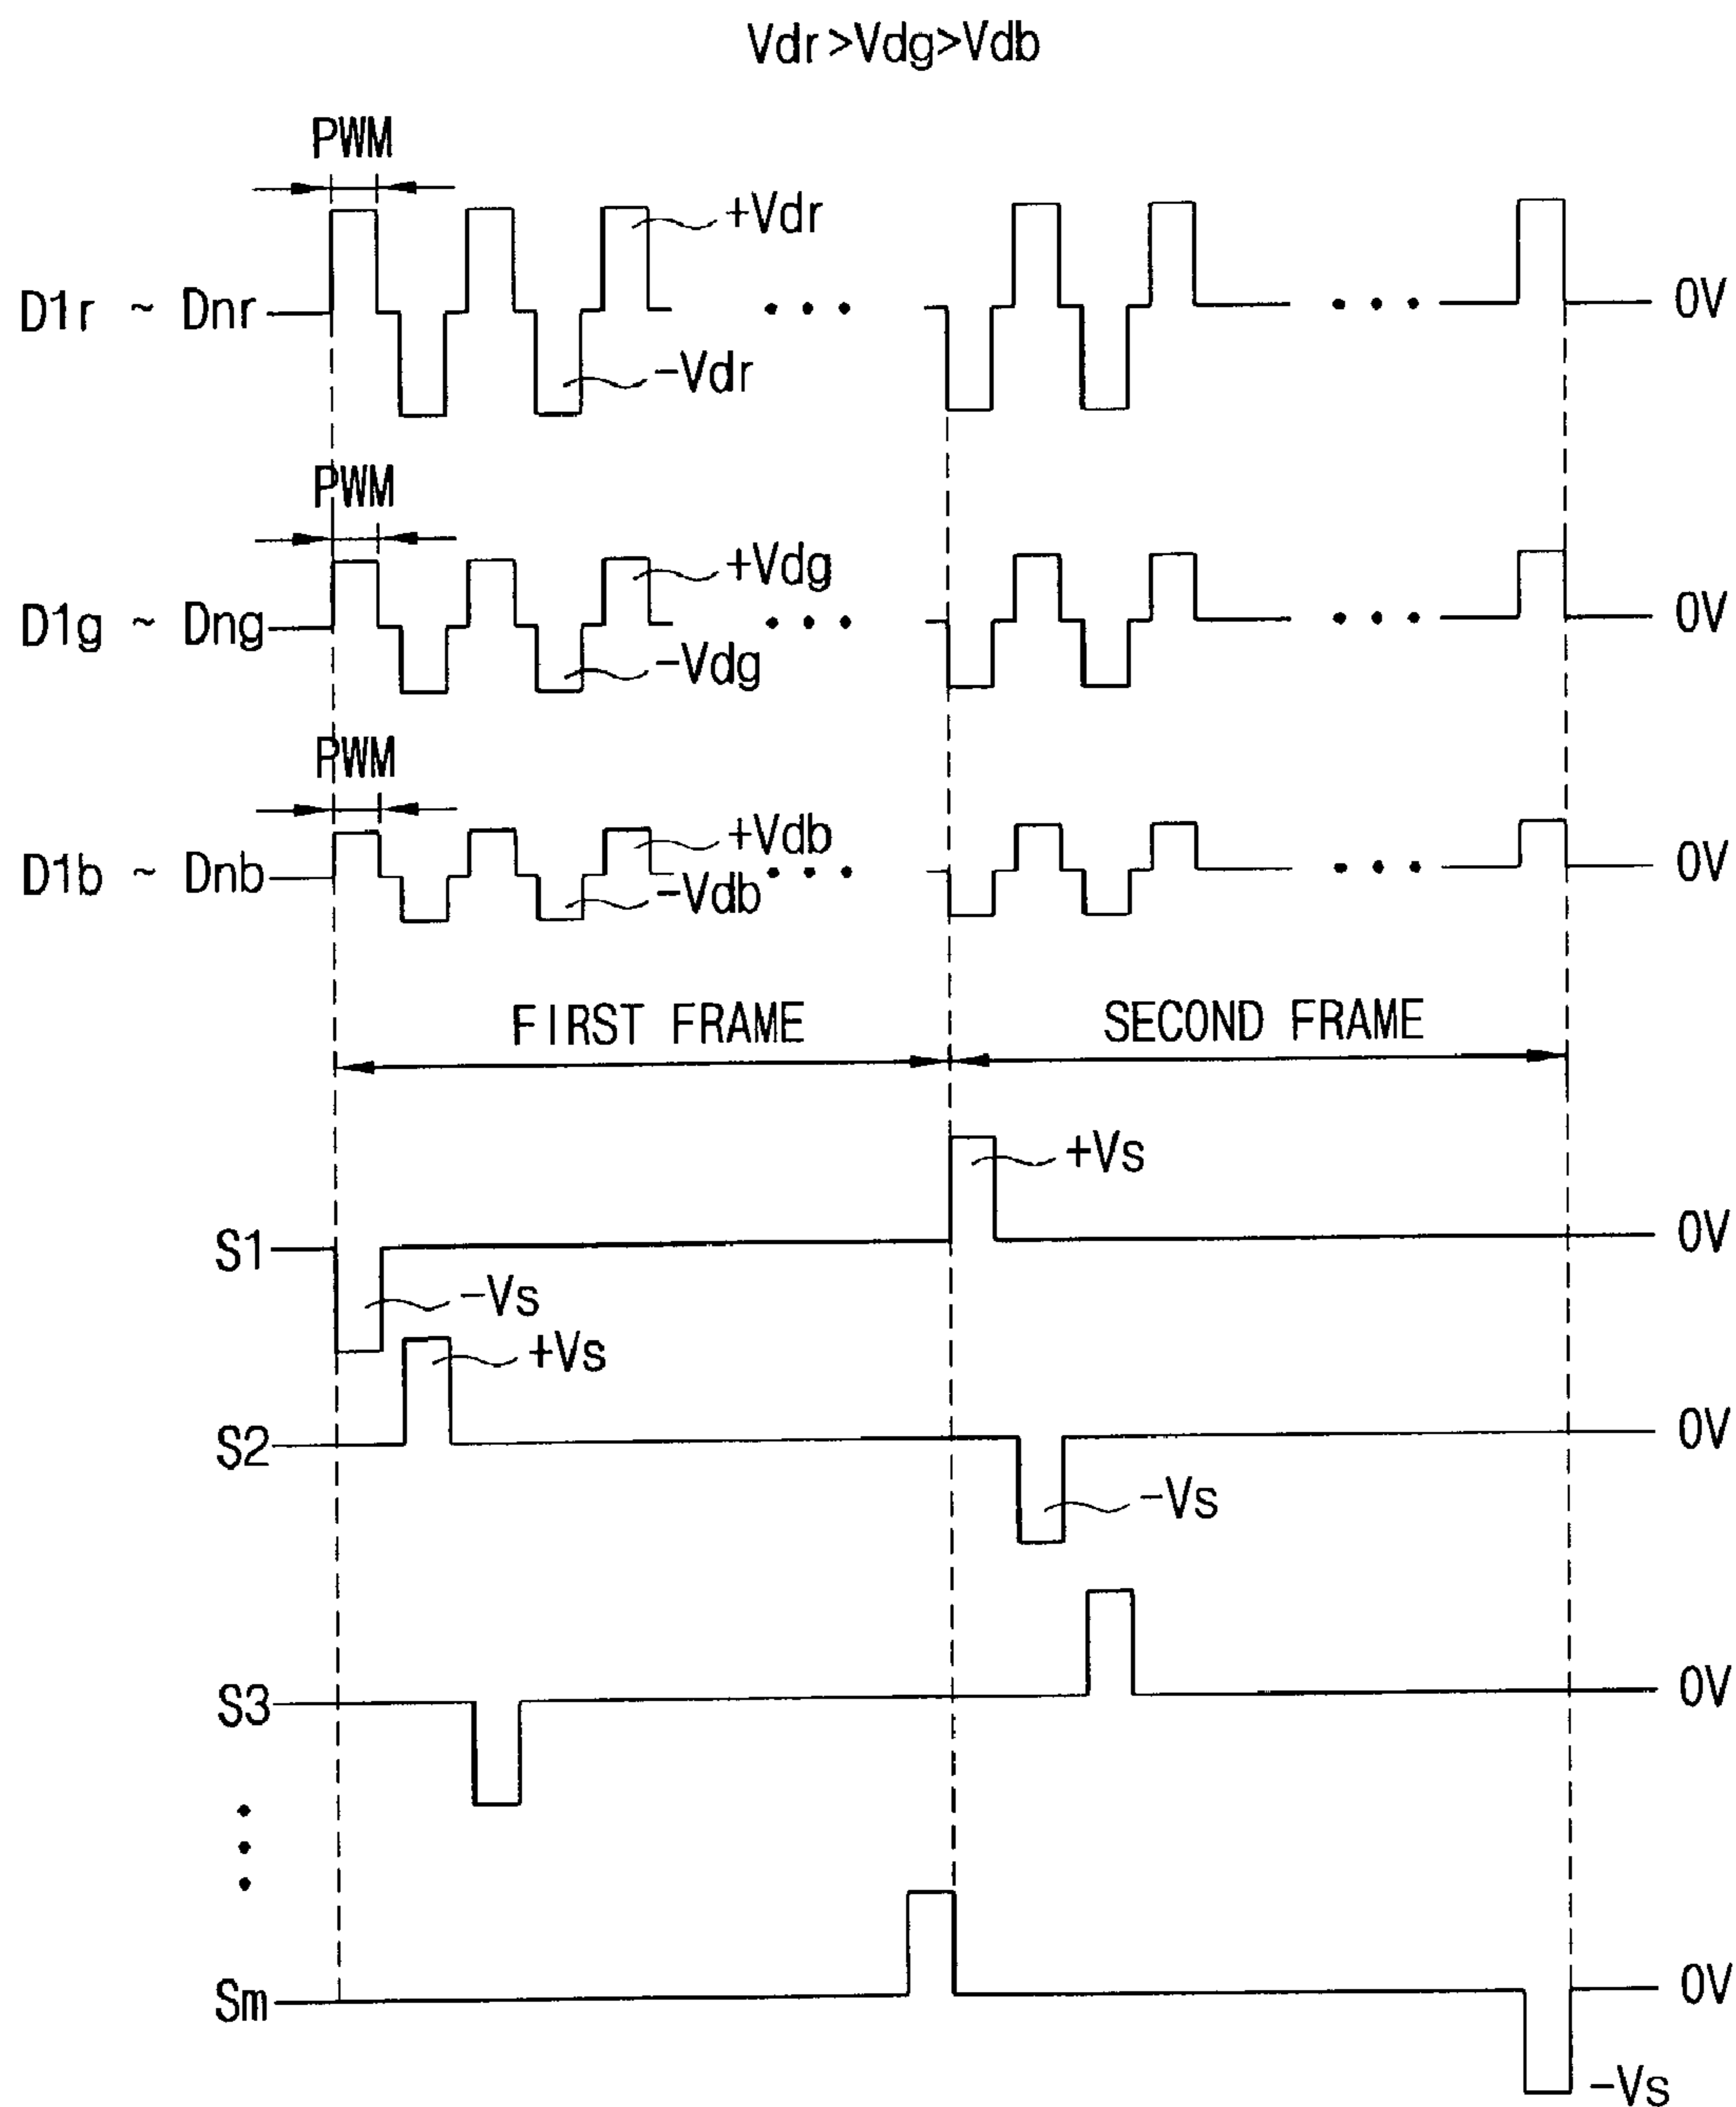 Vdr>Vdg>Vdb
PWM
+Vdr
D1r ~ Dnr
0V
-Vdr
PWM
+Vdg
D1g ~ Dng
0V
-Vdg
PWM
+Vdb
D1b ~ Dnb
0V
-Vdb
FIRST FRAME
SECOND FRAME
+Vs
S1
0V
-Vs
+Vs
S2
0V
-Vs
S3
0V
Sm
0V
-Vs